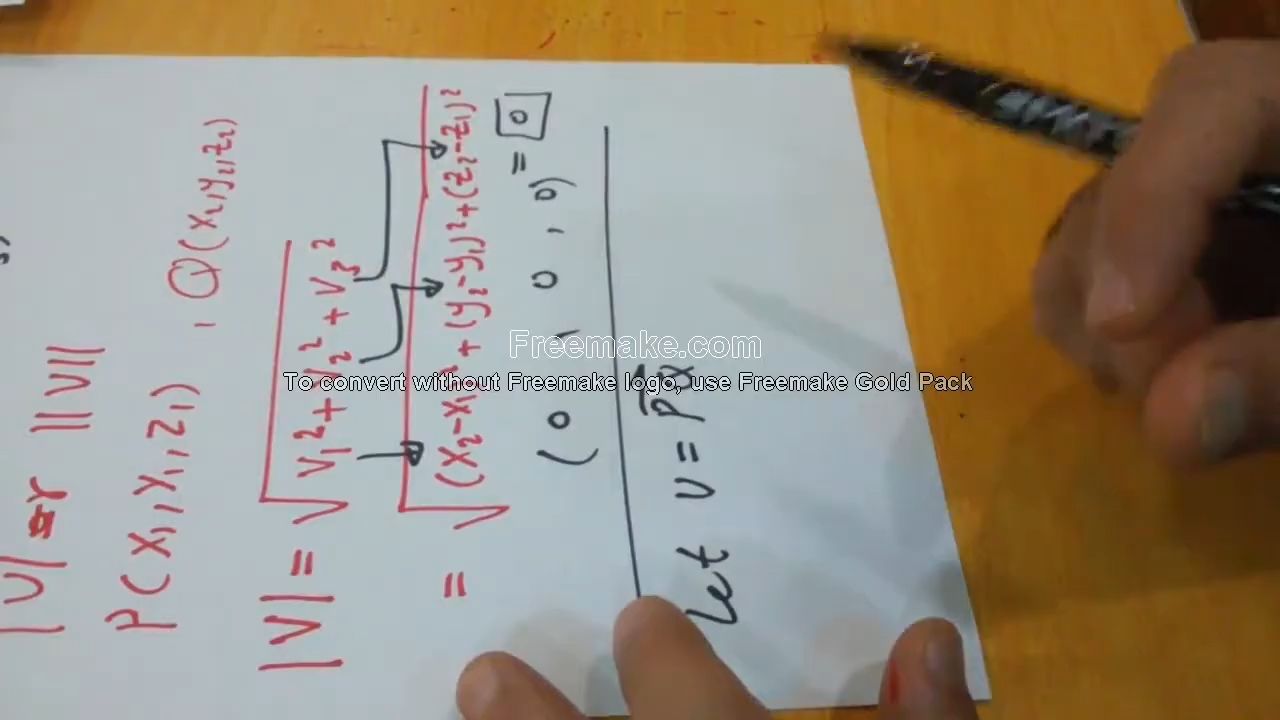 |V| or ||V||
P(x₁,y₁,z₁) , Q(x₂,y₂,z₂)
|V| = √v₁²+v₂²+v₃²
= √(x₂-x₁)²+(y₂-y₁)²+(z₂-z₁)²
(0 , 0 , 0) = 0
Let v = PQ
Freemake.com
To convert without Freemake logo, use Freemake Gold Pack